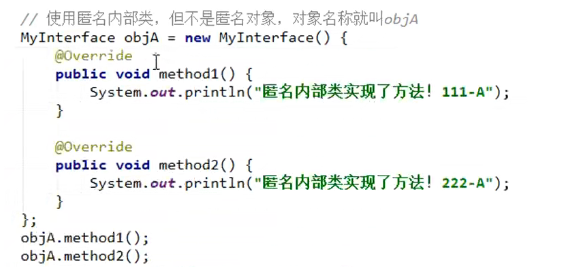 // 使用匿名内部类，但不是匿名对象，对象名称就叫objA
MyInterface objA = new MyInterface() {
@Override
public void method1() {
System.out.println("匿名内部类实现了方法！111-A");
}
@Override
public void method2() {
System.out.println("匿名内部类实现了方法！222-A");
}
};
objA.method1();
objA.method2();